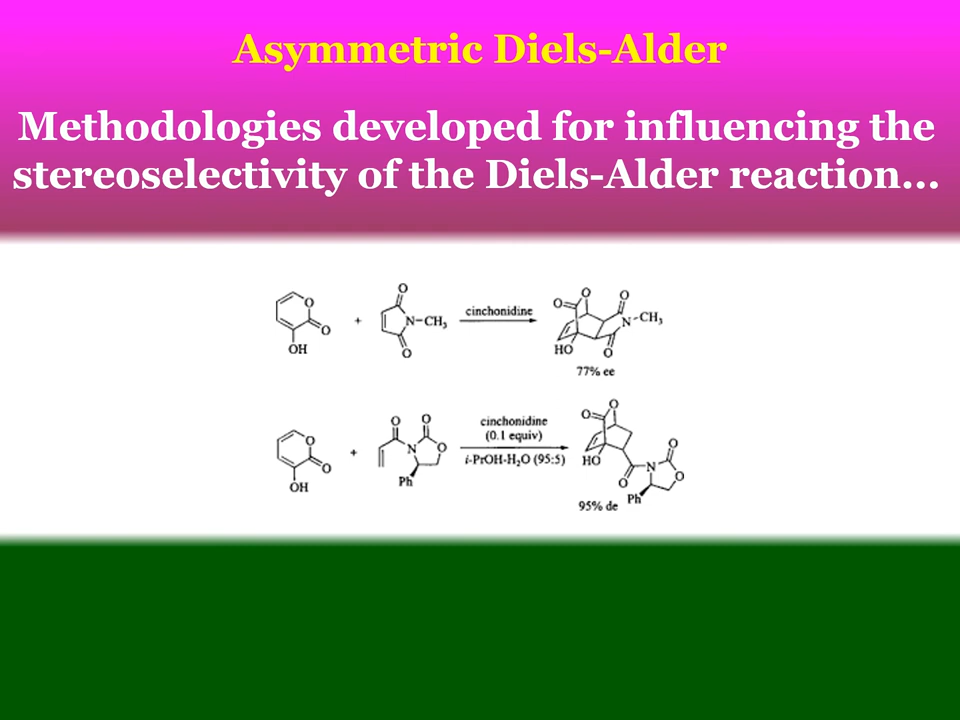 Asymmetric Diels-Alder
Methodologies developed for influencing the
stereoselectivity of the Diels-Alder reaction...
O
O
OH
+
O
N-CH3
O
cinchonidine
O
O
O
N-CH3
HO
O
77% ee
O
O
OH
+
O
O
N
O
Ph
cinchonidine
(0.1 equiv)
i-PrOH-H2O (95:5)
O
O
HO
O
N
O
O
Ph
95% de